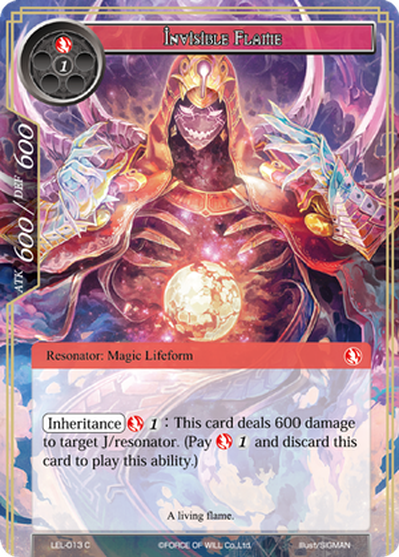 Invisible Flame
1
ATK 600 / DEF 600
Resonator: Magic Lifeform
Inheritance 1 : This card deals 600 damage
to target J/resonator. (Pay 1 and discard this
card to play this ability.)
A living flame.
LEL-013 C ©FORCE OF WILL Co.,Ltd. Illust/SIGMAN